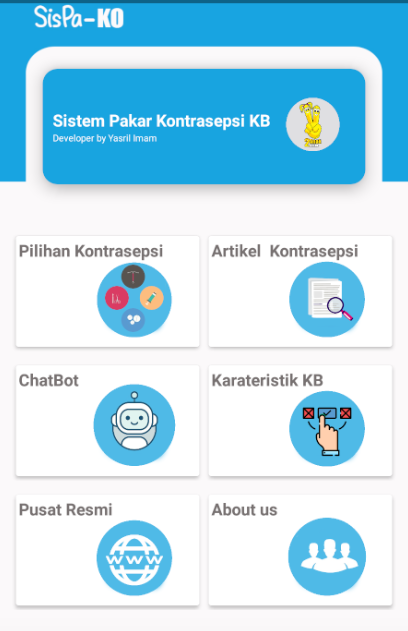 SisPa-KO
Sistem Pakar Kontrasepsi KB
Developer by Yasril Imam
Pilihan Kontrasepsi
Artikel Kontrasepsi
ChatBot
Karateristik KB
Pusat Resmi
WWW
About us